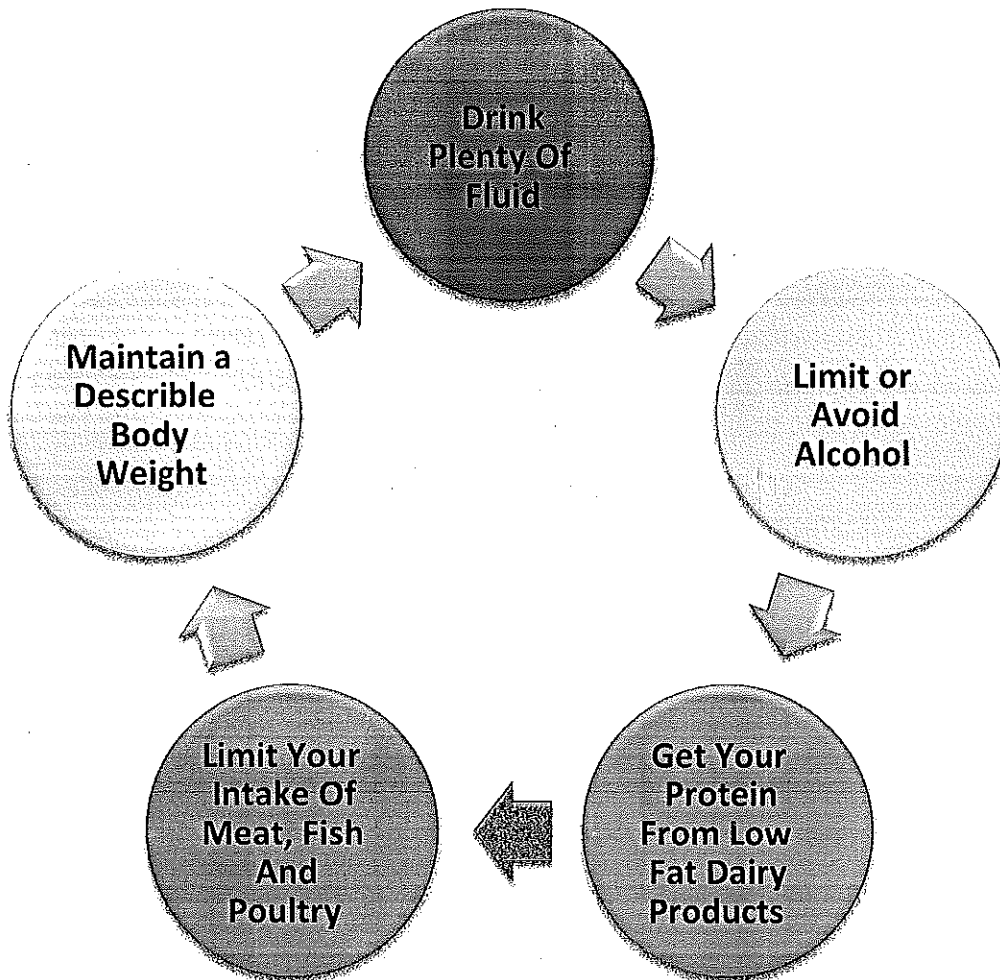 Drink
Plenty Of
Fluid
Limit or
Avoid
Alcohol
Get Your
Protein
From Low
Fat Dairy
Products
Limit Your
Intake Of
Meat, Fish
And
Poultry
Maintain a
Describle
Body
Weight